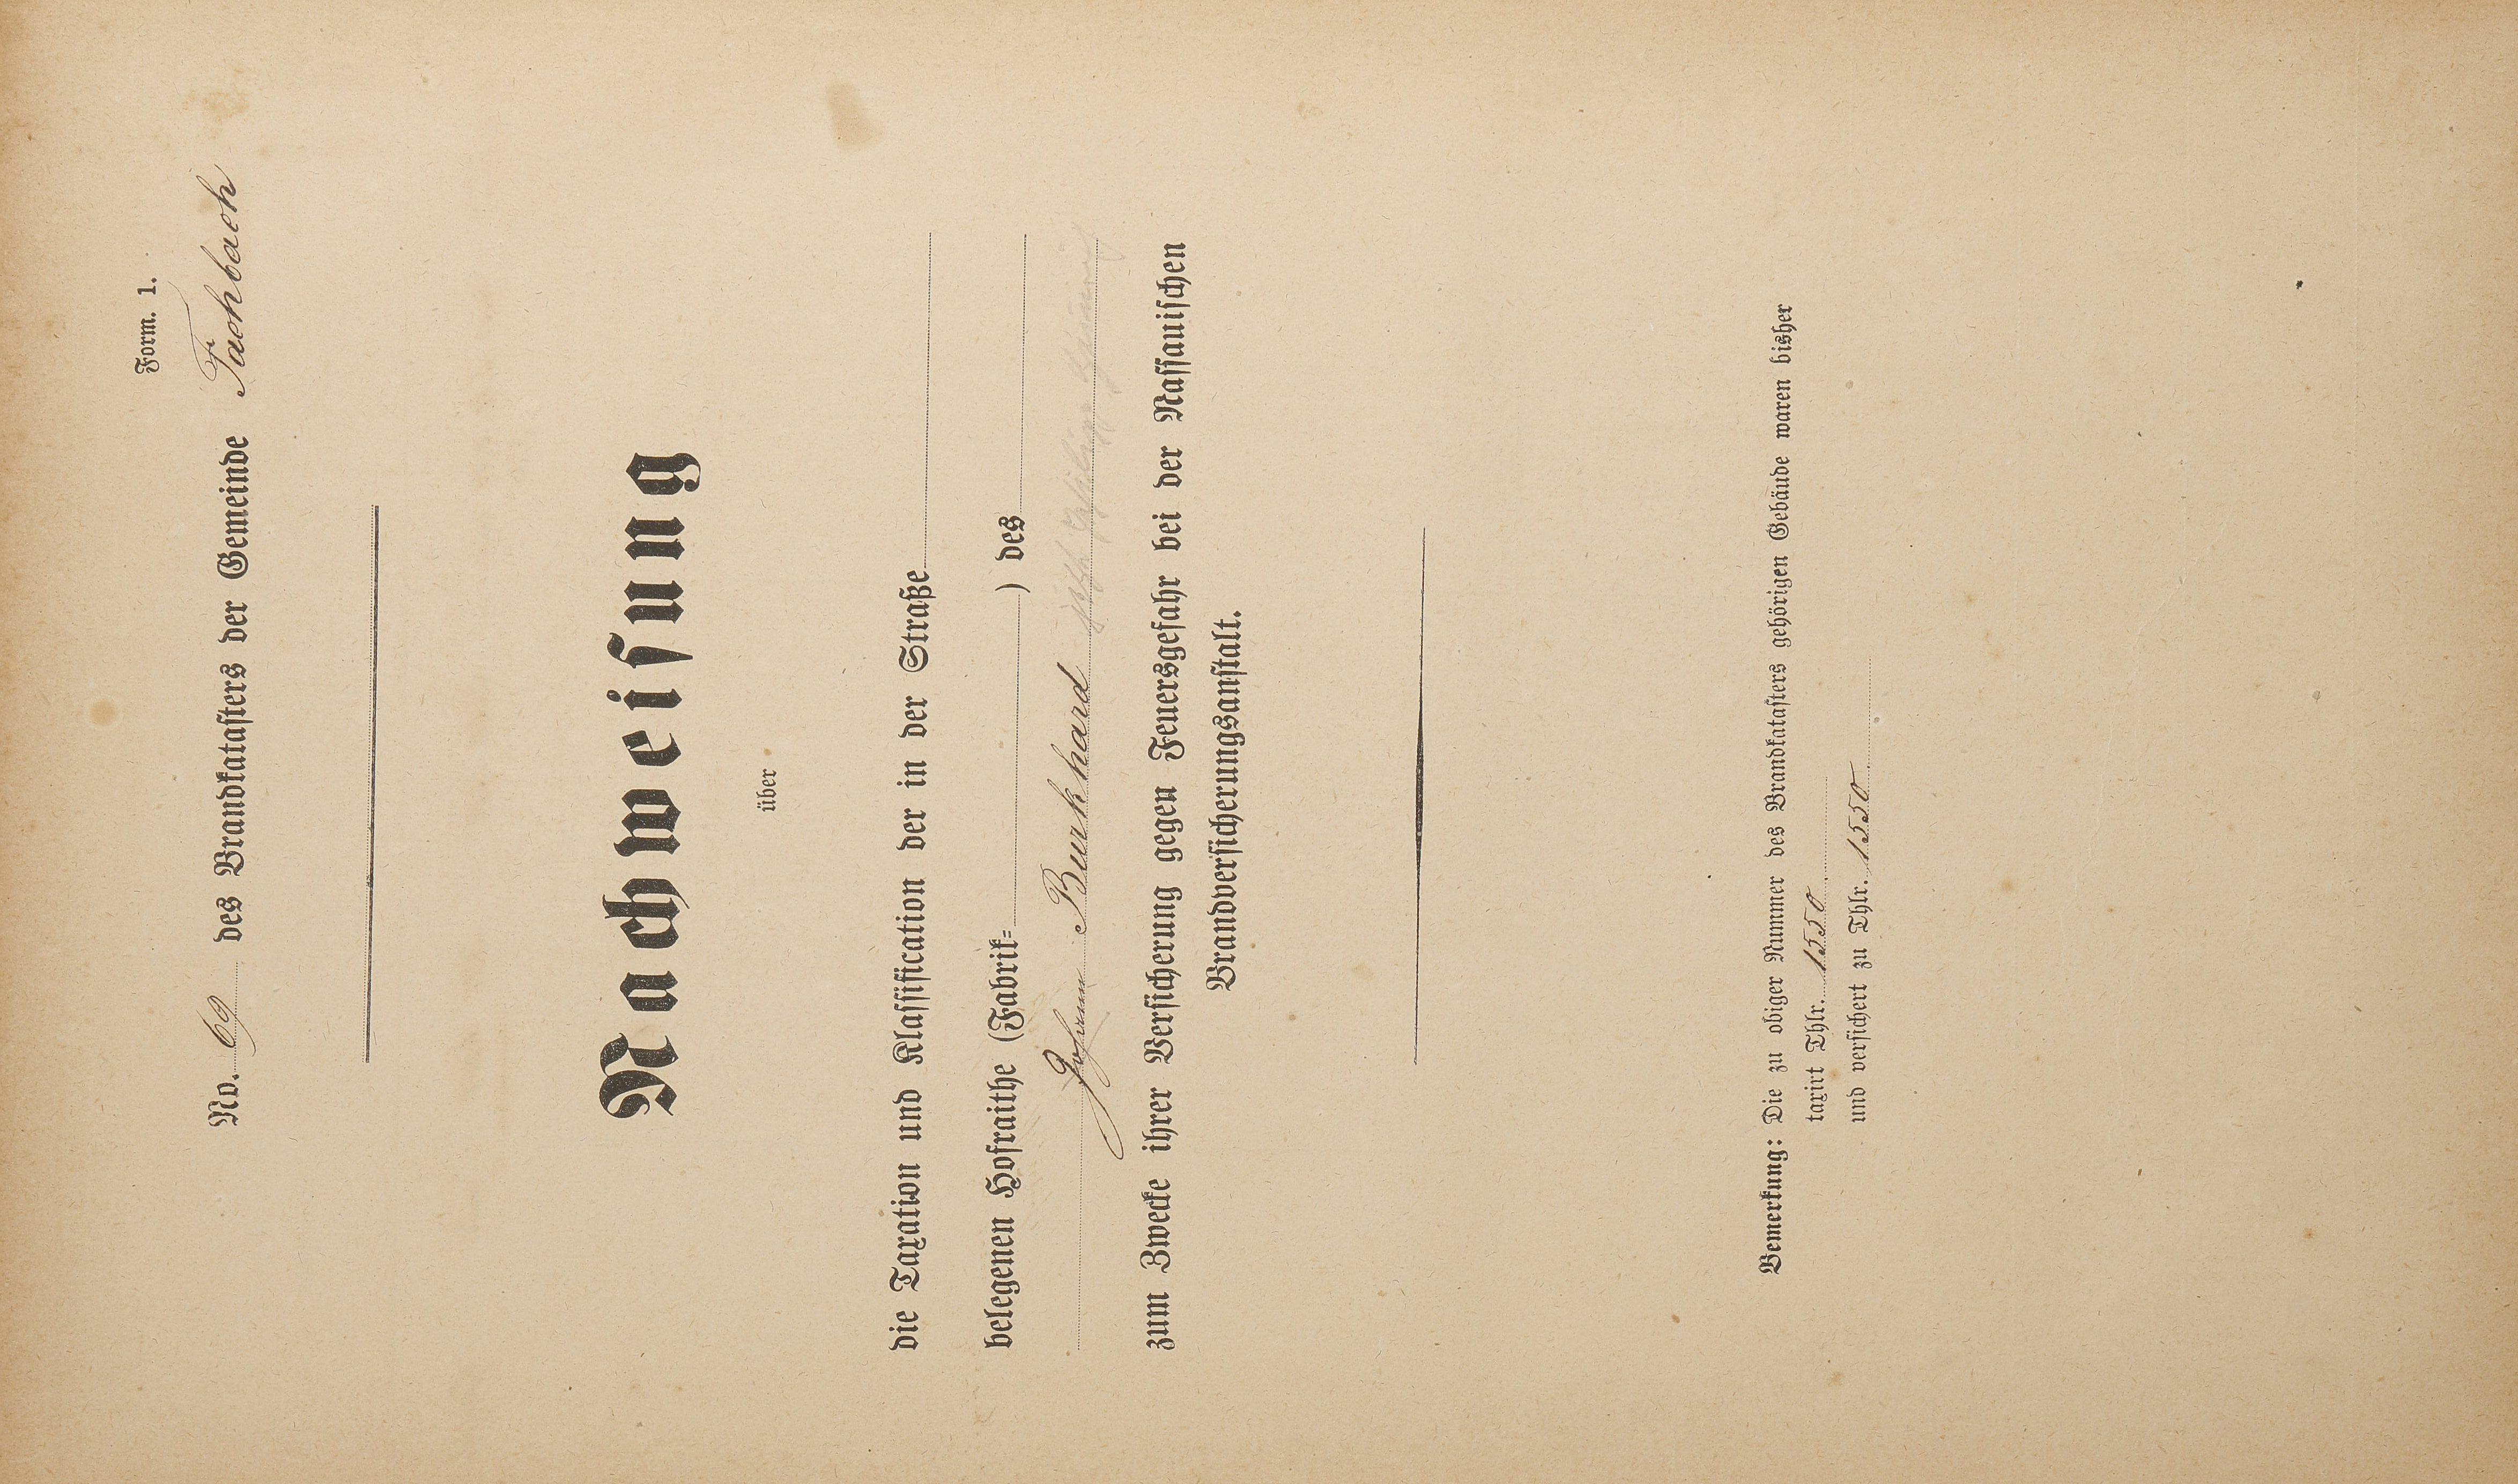 Form. 1.
No. 69 des Brandkatasters der Gemeinde Fachbach
Nachweisung
über
die Taxation und Klassification der in der Straße
belegenen Hofraithe (Fabrik= ) des
Johann Burkhard jetzt Philipp
zum Zwecke ihrer Versicherung gegen Feuersgefahr bei der Nassauischen
Brandversicherungsanstalt.
Bemerkung: Die zu obiger Nummer des Brandkatasters gehörigen Gebäude waren bisher
taxirt Thlr. 1550
und versichert zu Thlr. 1550